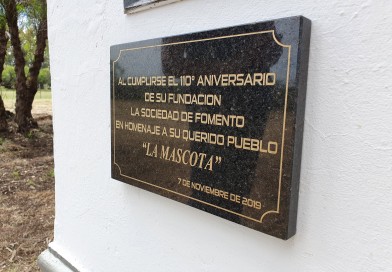 AL CUMPLIRSE EL 110° ANIVERSARIO
DE SU FUNDACION
LA SOCIEDAD DE FOMENTO
EN HOMENAJE A SU QUERIDO PUEBLO
"LA MASCOTA"
7 DE NOVIEMBRE DE 2019